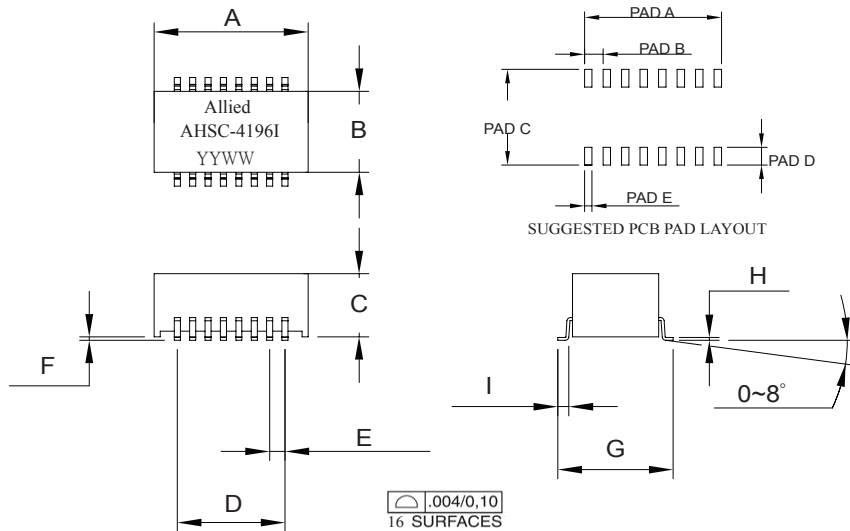 A
Allied
AHSC-4196I
YYWW
B
PAD A
PAD B
PAD C
PAD D
PAD E
SUGGESTED PCB PAD LAYOUT
C
F
E
D
H
I
G
0~8°
.004/0,10
16 SURFACES